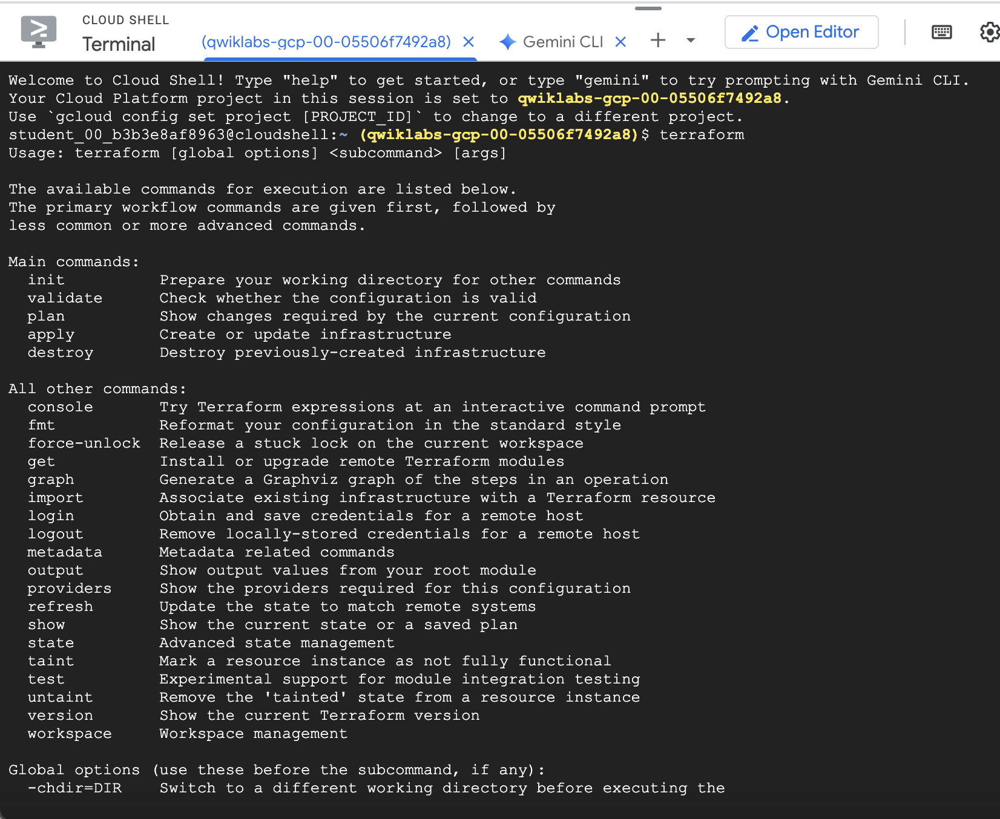 CLOUD SHELL
Terminal
(qwiklabs-gcp-00-05506f7492a8)
Gemini CLI
Open Editor
Welcome to Cloud Shell! Type "help" to get started, or type "gemini" to try prompting with Gemini CLI.
Your Cloud Platform project in this session is set to qwiklabs-gcp-00-05506f7492a8.
Use `gcloud config set project [PROJECT_ID]` to change to a different project.
student_00_b3b3e8af8963@cloudshell:~ (qwiklabs-gcp-00-05506f7492a8)$ terraform
Usage: terraform [global options] <subcommand> [args]

The available commands for execution are listed below.
The primary workflow commands are given first, followed by
less common or more advanced commands.

Main commands:
  init          Prepare your working directory for other commands
  validate      Check whether the configuration is valid
  plan          Show changes required by the current configuration
  apply         Create or update infrastructure
  destroy       Destroy previously-created infrastructure

All other commands:
  console       Try Terraform expressions at an interactive command prompt
  fmt           Reformat your configuration in the standard style
  force-unlock  Release a stuck lock on the current workspace
  get           Install or upgrade remote Terraform modules
  graph         Generate a Graphviz graph of the steps in an operation
  import        Associate existing infrastructure with a Terraform resource
  login         Obtain and save credentials for a remote host
  logout        Remove locally-stored credentials for a remote host
  metadata      Metadata related commands
  output        Show output values from your root module
  providers     Show the providers required for this configuration
  refresh       Update the state to match remote systems
  show          Show the current state or a saved plan
  state         Advanced state management
  taint         Mark a resource instance as not fully functional
  test          Experimental support for module integration testing
  untaint       Remove the 'tainted' state from a resource instance
  version       Show the current Terraform version
  workspace     Workspace management

Global options (use these before the subcommand, if any):
  -chdir=DIR    Switch to a different working directory before executing the